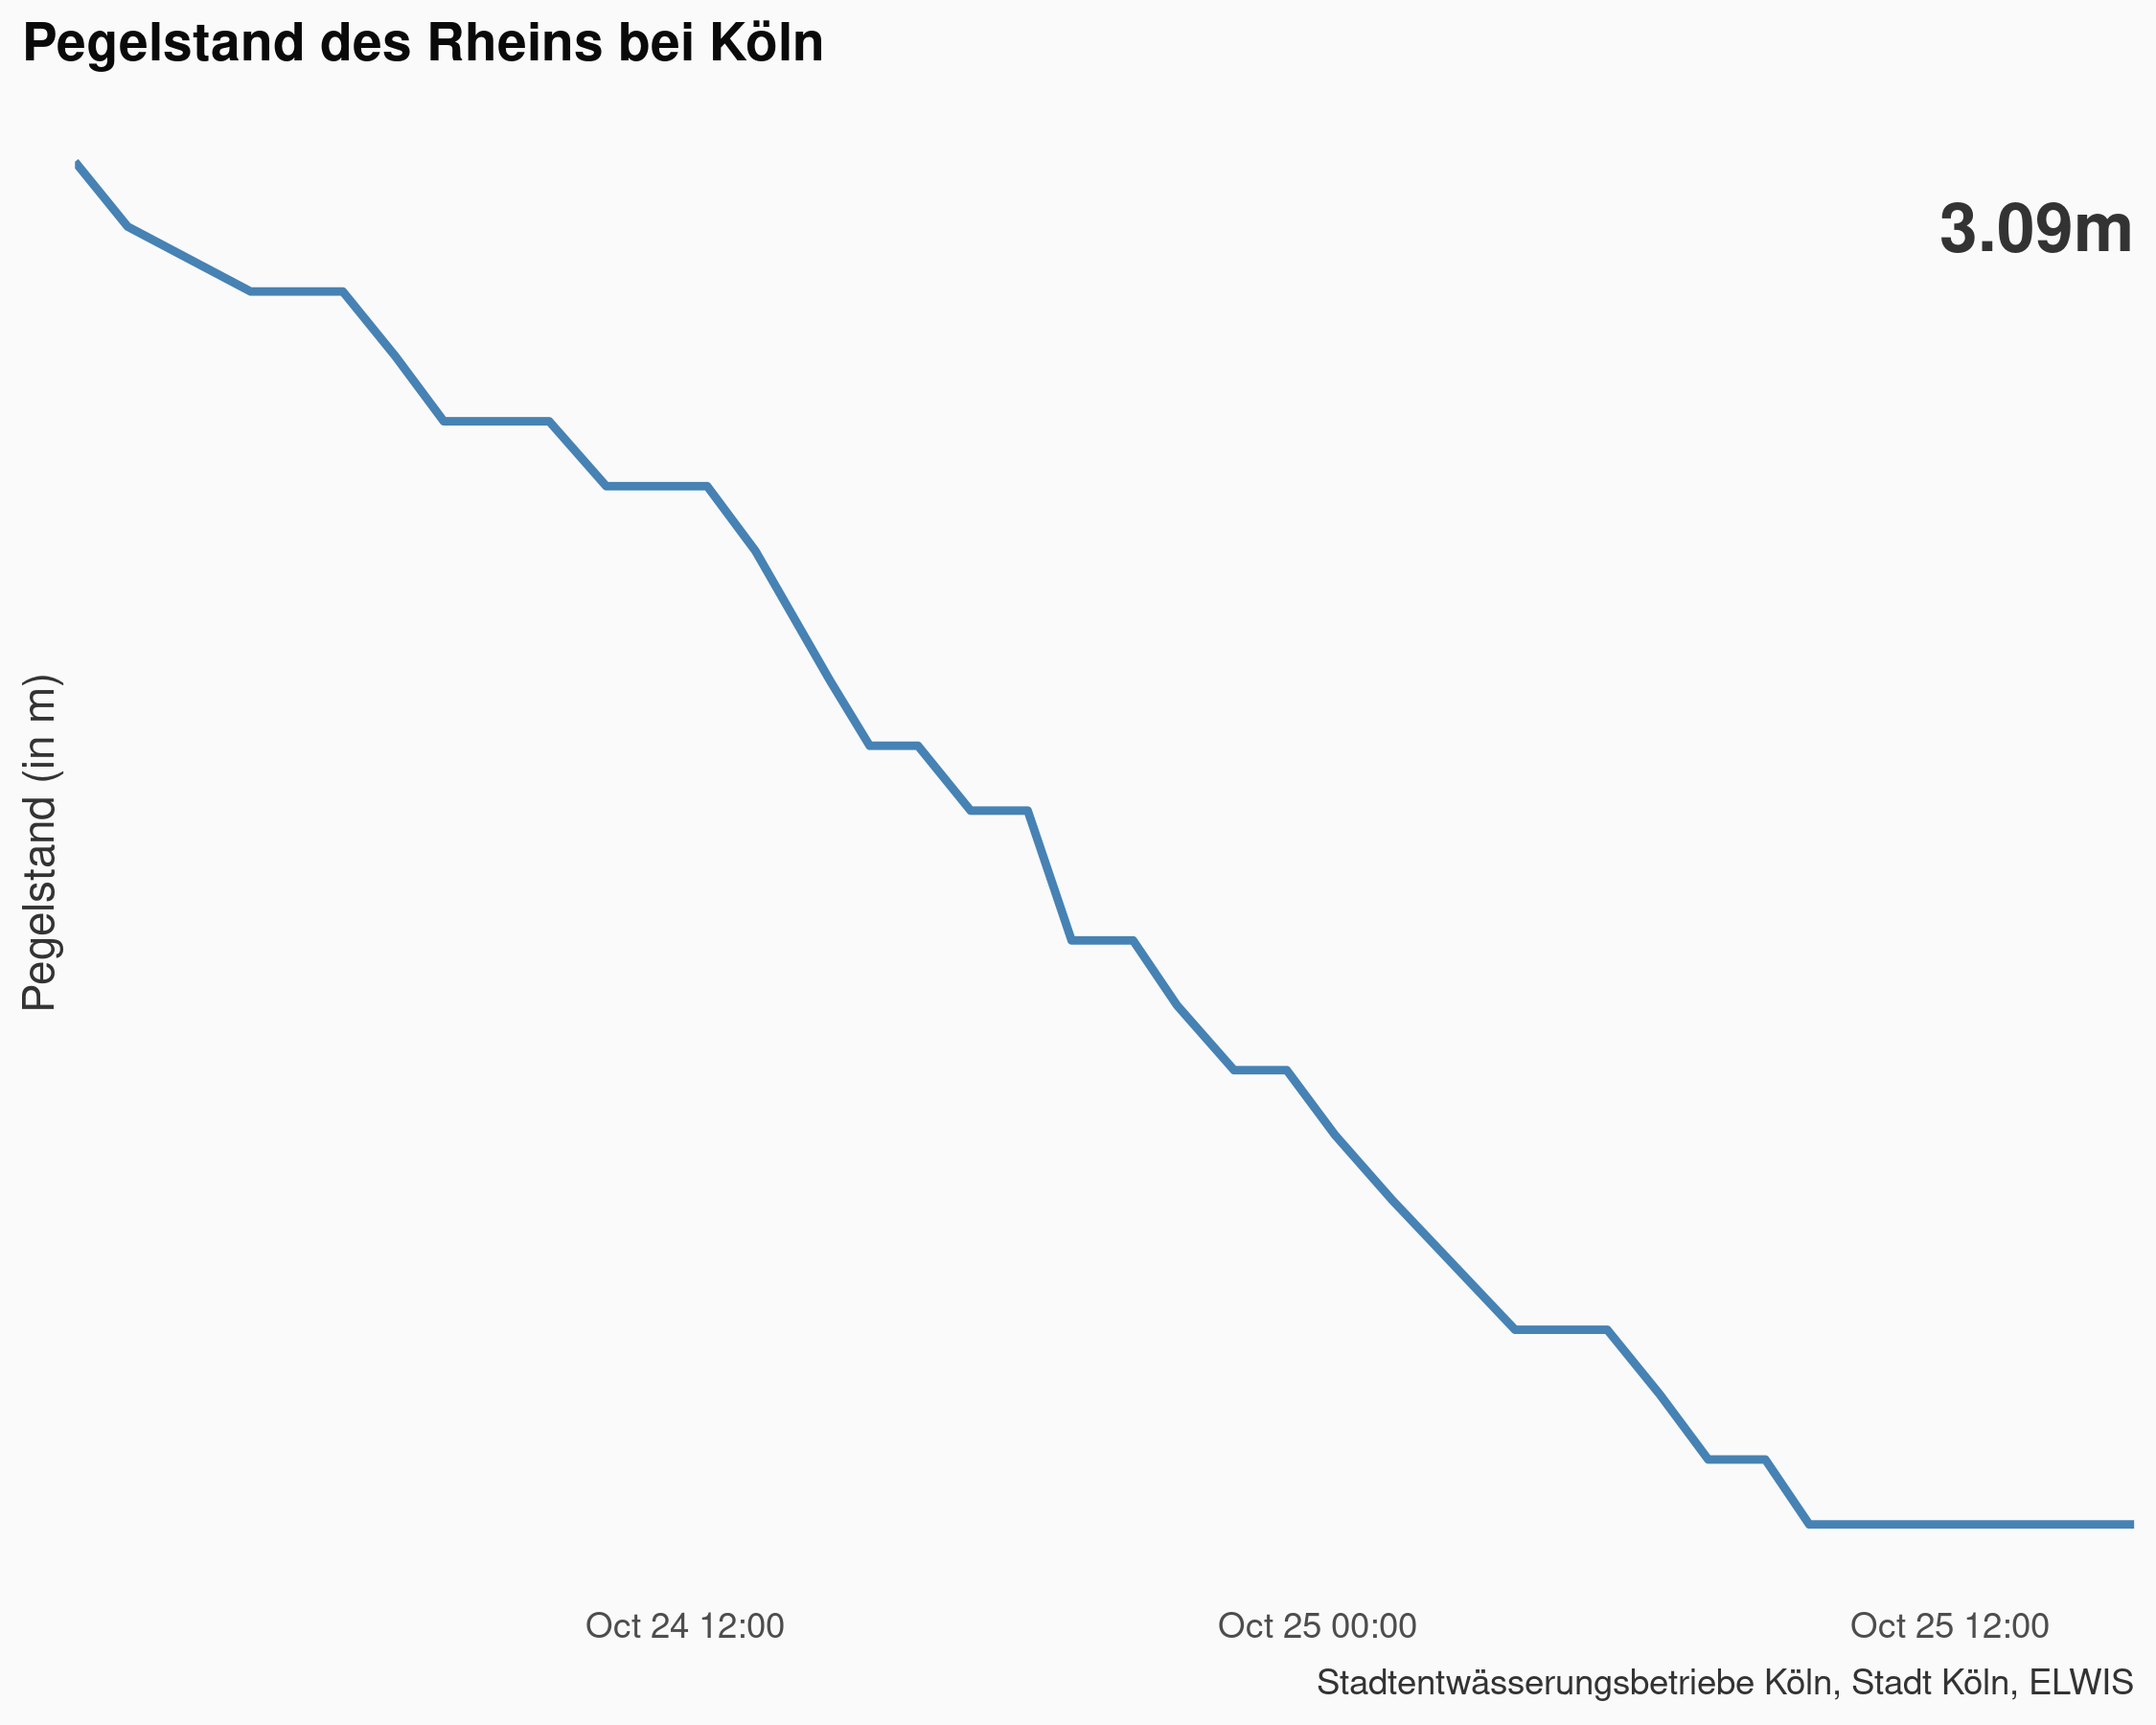 Pegelstand des Rheins bei Köln
3.09m
Pegelstand (in m)
Oct 24 12:00
Oct 25 00:00
Oct 25 12:00
Stadtentwässerungsbetriebe Köln, Stadt Köln, ELWIS